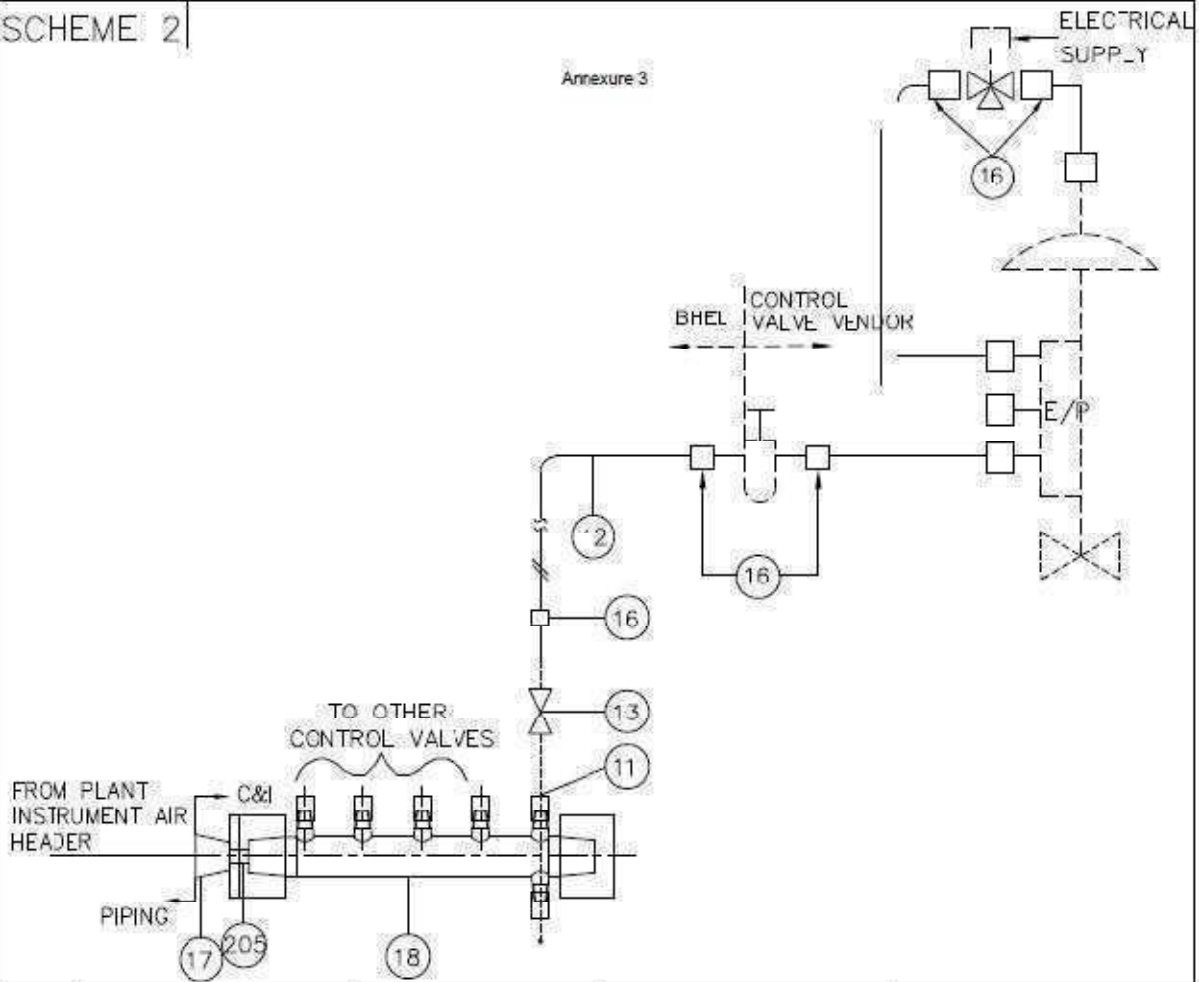 SCHEME 2
Annexure 3
ELECTRICAL
SUPPLY
16
BHEL
CONTROL
VALVE VENDOR
E/P
16
16
13
11
TO OTHER
CONTROL VALVES
FROM PLANT
INSTRUMENT AIR
HEADER
C&I
PIPING
17
205
18